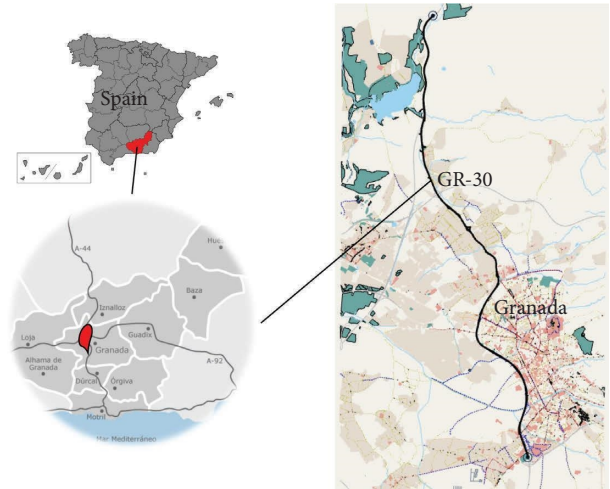 Spain
A-44
Hué
Baza
Iznalloz
Loja
Granada
Guadix
Alhama de
Granada
A-92
Dúrcal
Órgiva
Motril
Mar Mediterráneo
GR-30
Granada